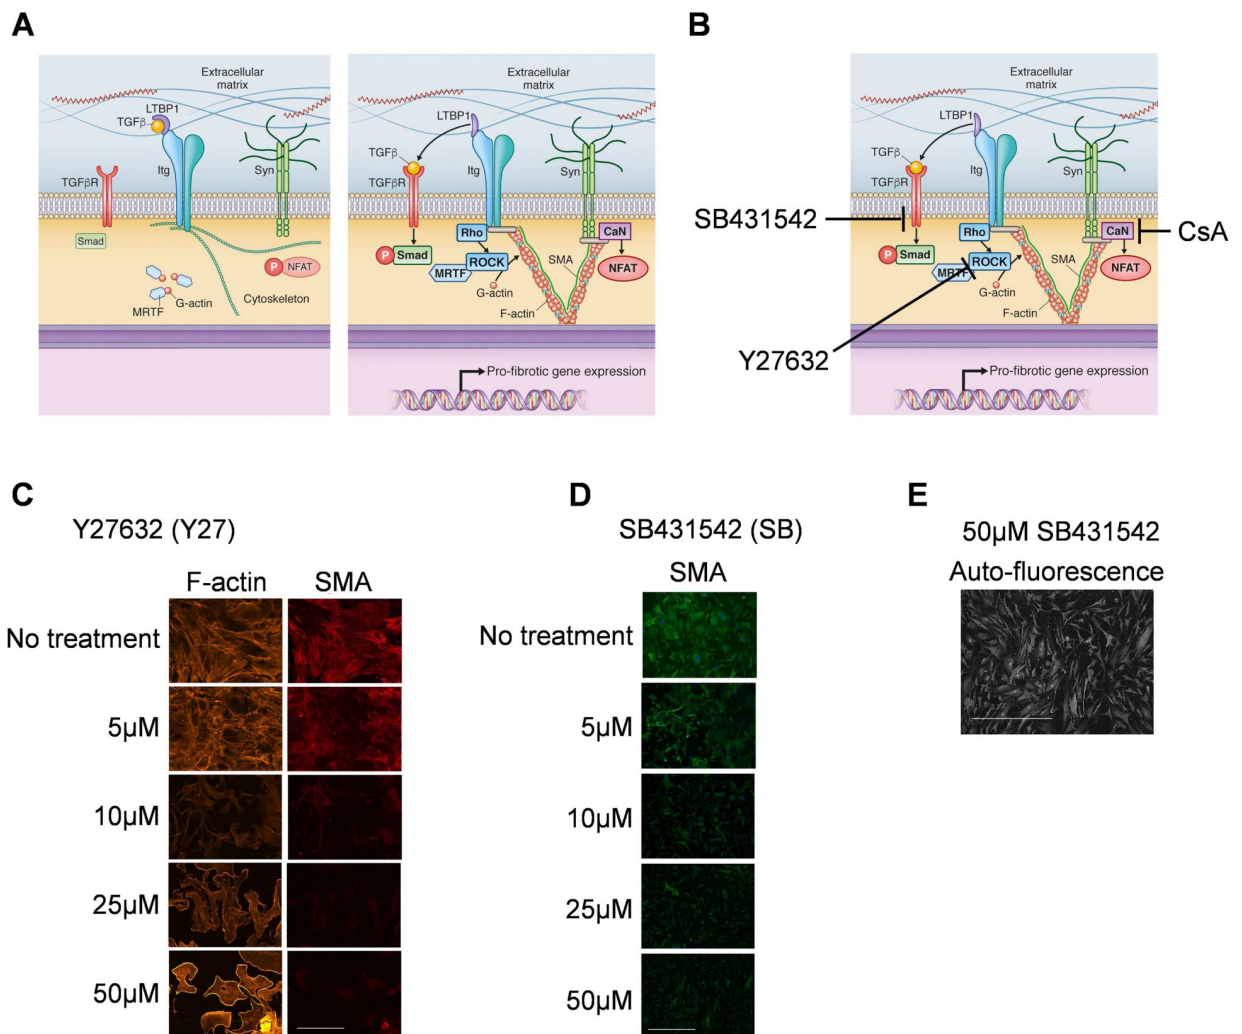 A
Extracellular
matrix
LTBP1
TGFβ
Itg
Syn
TGFβR
Smad
P
NFAT
MRTF
G-actin
Cytoskeleton
Extracellular
matrix
LTBP1
TGFβ
TGFβR
Itg
Syn
Rho
CaN
P
Smad
ROCK
MRTF
SMA
NFAT
G-actin
F-actin
Pro-fibrotic gene expression
B
Extracellular
matrix
LTBP1
TGFβ
TGFβR
Itg
Syn
SB431542
Rho
CaN
CsA
P
Smad
ROCK
MRTF
SMA
NFAT
G-actin
F-actin
Y27632
Pro-fibrotic gene expression
C
Y27632 (Y27)
F-actin SMA
No treatment
5µM
10µM
25µM
50µM
D
SB431542 (SB)
SMA
No treatment
5µM
10µM
25µM
50µM
E
50µM SB431542
Auto-fluorescence